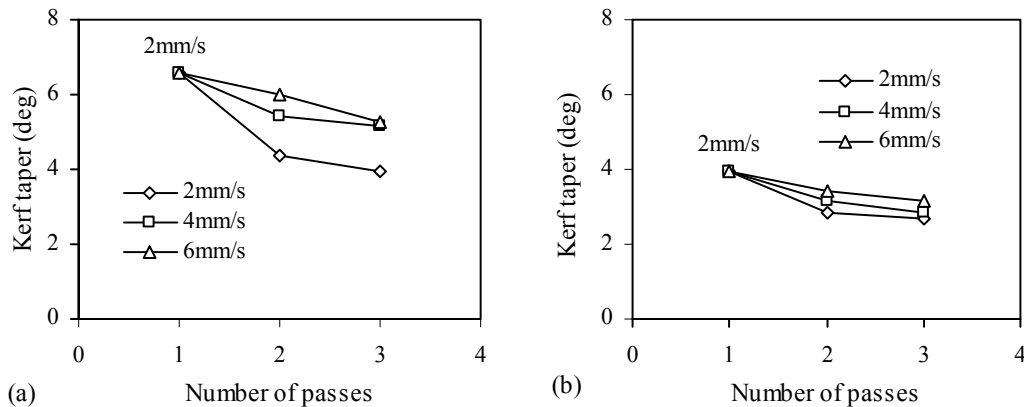 8
6
4
2
0
Kerf taper (deg)
2mm/s
2mm/s
4mm/s
6mm/s
0 1 2 3 4
Number of passes
(a)
8
6
4
2
0
Kerf taper (deg)
2mm/s
4mm/s
6mm/s
2mm/s
0 1 2 3 4
Number of passes
(b)